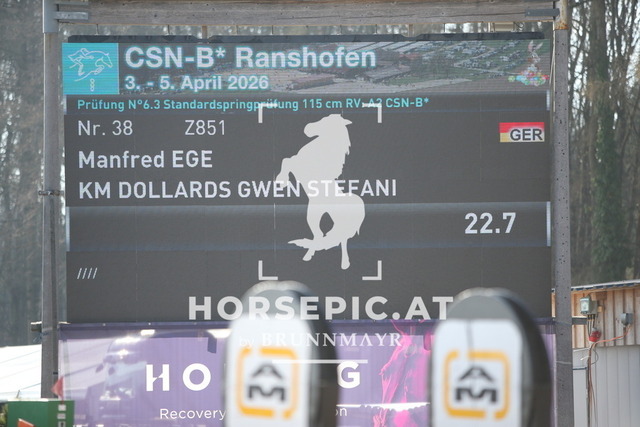 CSN-B* Ranshofen
3. - 5. April 2026
Prüfung N°6.3 Standardspringprüfung 115 cm RV: A2 CSN-B*
Nr. 38 Z851
GER
Manfred EGE
KM DOLLARDS GWEN STEFANI
22.7
////
HORSEPIC.AT
by BRUNNMAYR
HO G
Recovery
AM AM